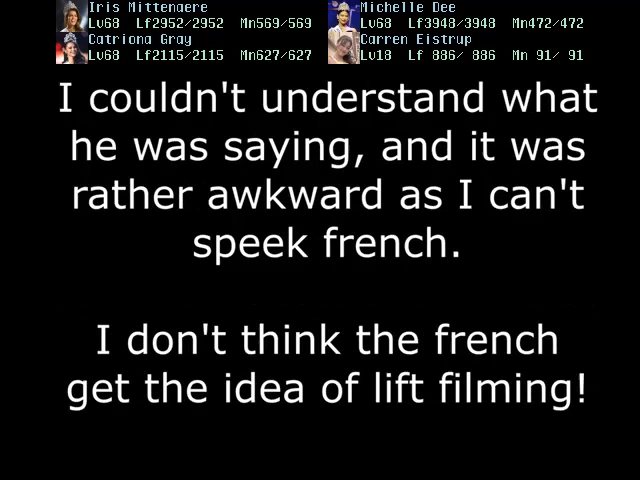 Iris Mittenaere
Lv68 Lf2952/2952 Mn569/569
Michelle Dee
Lv68 Lf3948/3948 Mn472/472
Catriona Gray
Lv68 Lf2115/2115 Mn627/627
Carren Eistrup
Lv18 Lf 886/ 886 Mn 91/ 91
I couldn't understand what
he was saying, and it was
rather awkward as I can't
speek french.
I don't think the french
get the idea of lift filming!